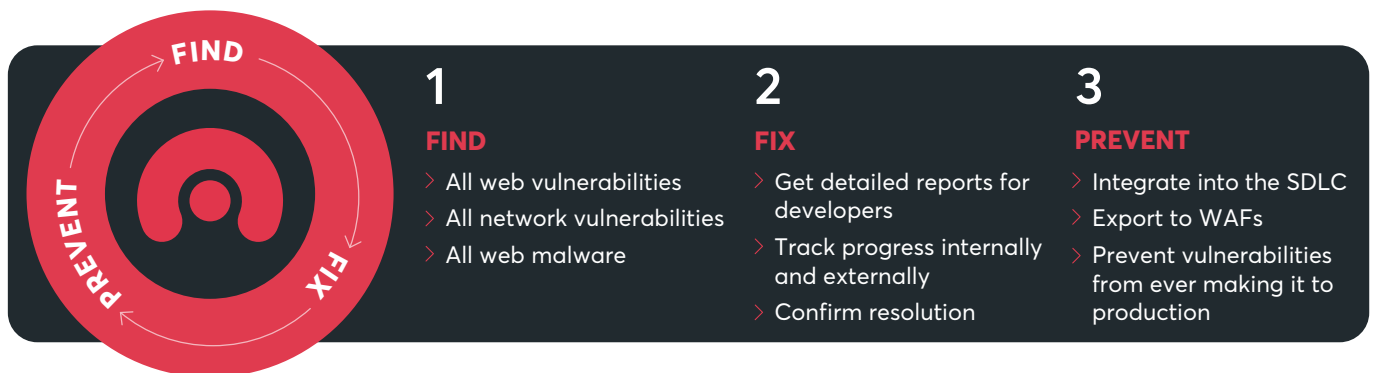 FIND
FIX
PREVENT
1
FIND
All web vulnerabilities
All network vulnerabilities
All web malware
2
FIX
Get detailed reports for
developers
Track progress internally
and externally
Confirm resolution
3
PREVENT
Integrate into the SDLC
Export to WAFs
Prevent vulnerabilities
from ever making it to
production